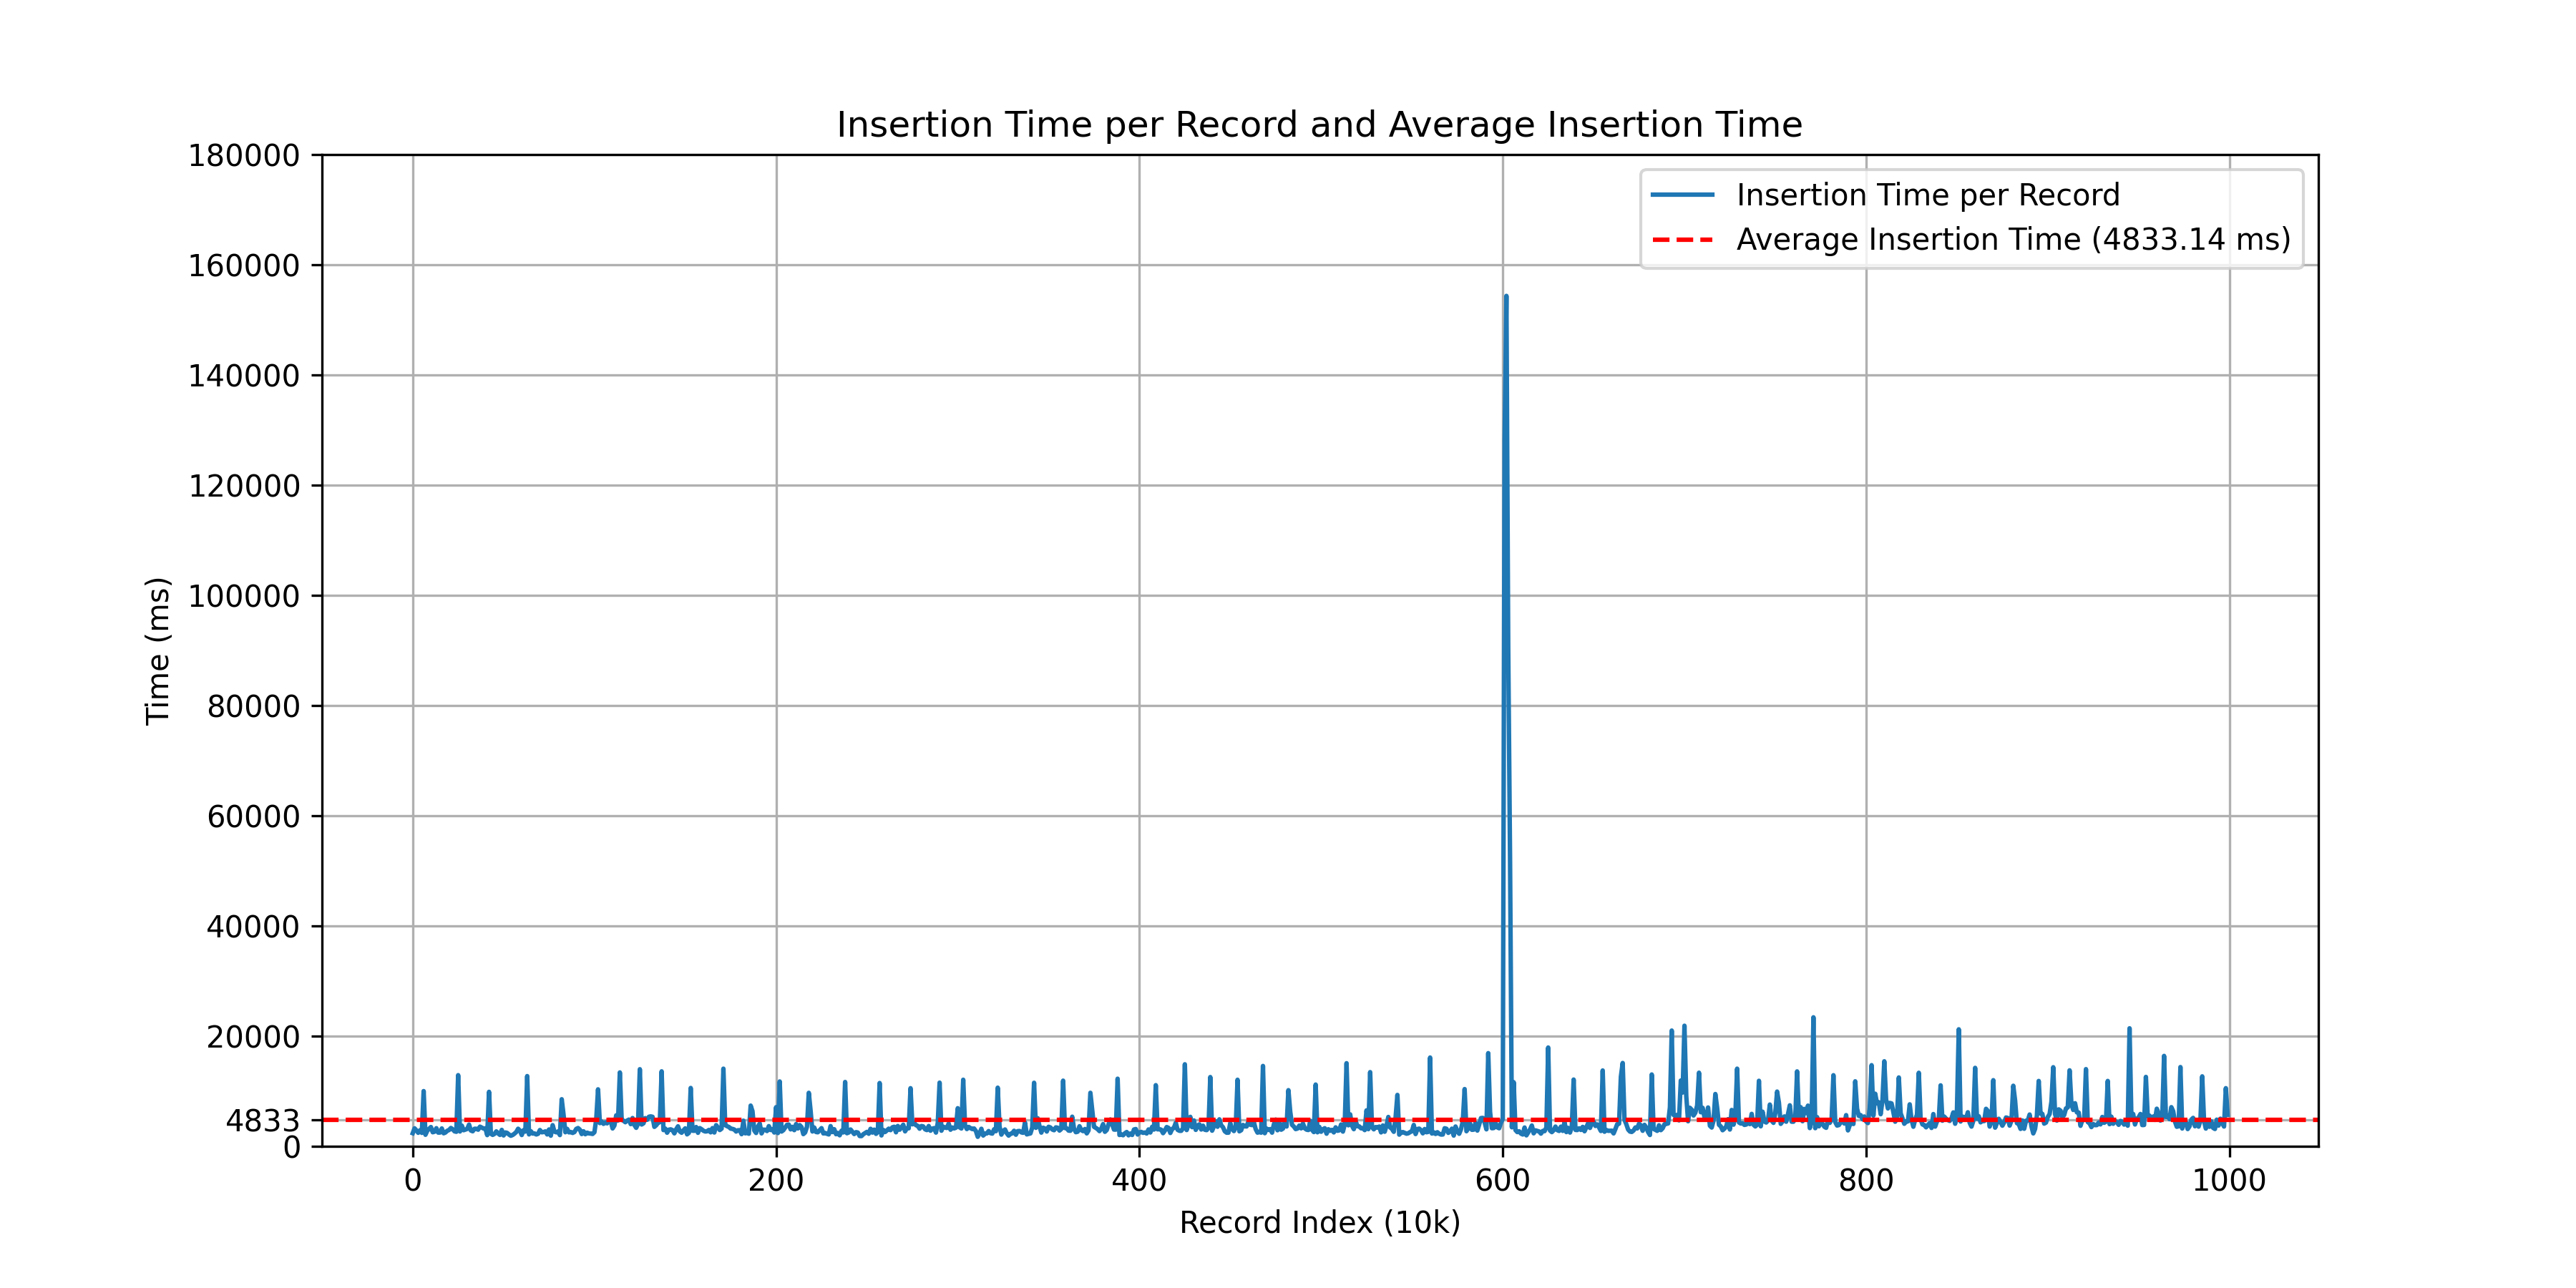 Insertion Time per Record and Average Insertion Time
180000
160000
140000
120000
100000
80000
60000
40000
20000
4833
0
Time (ms)
Insertion Time per Record
Average Insertion Time (4833.14 ms)
0 200 400 600 800 1000
Record Index (10k)